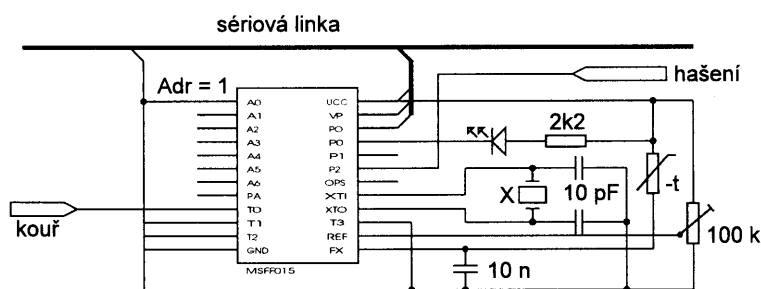 sériová linka
Adr = 1
hašení
kouř
A0
A1
A2
A3
A4
A5
A6
PA
T0
T1
T2
GND
UCC
VP
PO
P0
P1
P2
OPS
XTI
XTO
T3
REF
FX
MSFF015
2k2
X
10 pF
-t
100 k
10 n